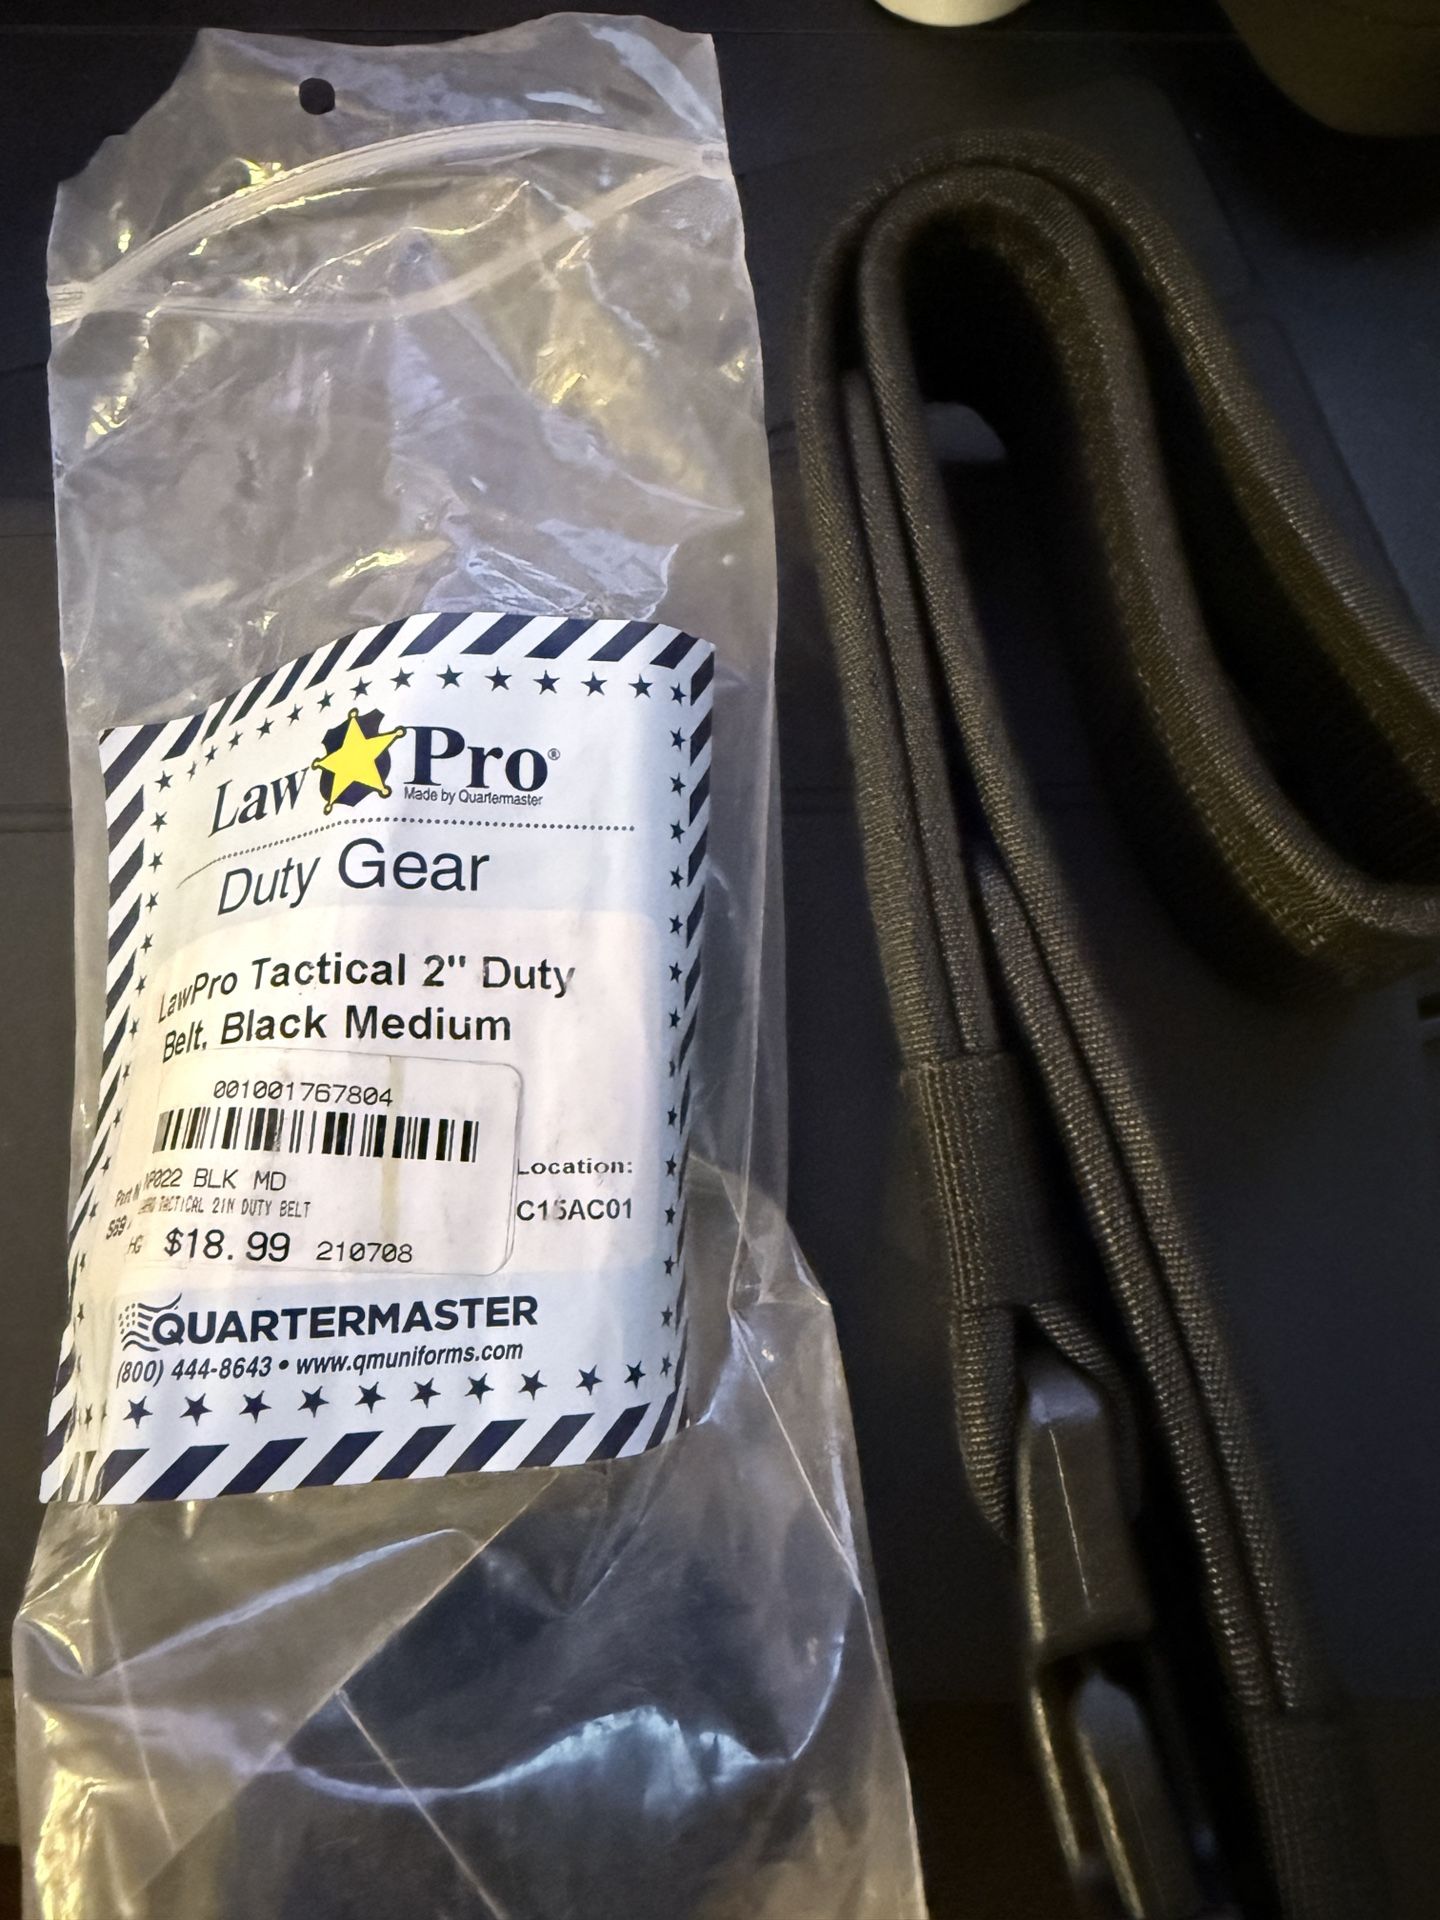 Law Pro®
Made by Quartermaster
Duty Gear
LawPro Tactical 2" Duty
Belt, Black Medium
001001767804
P022 BLK MD
TACTICAL 2IN DUTY BELT
$18.99 210708
Location:
C15AC01
QUARTERMASTER
(800) 444-8643 • www.qmuniforms.com